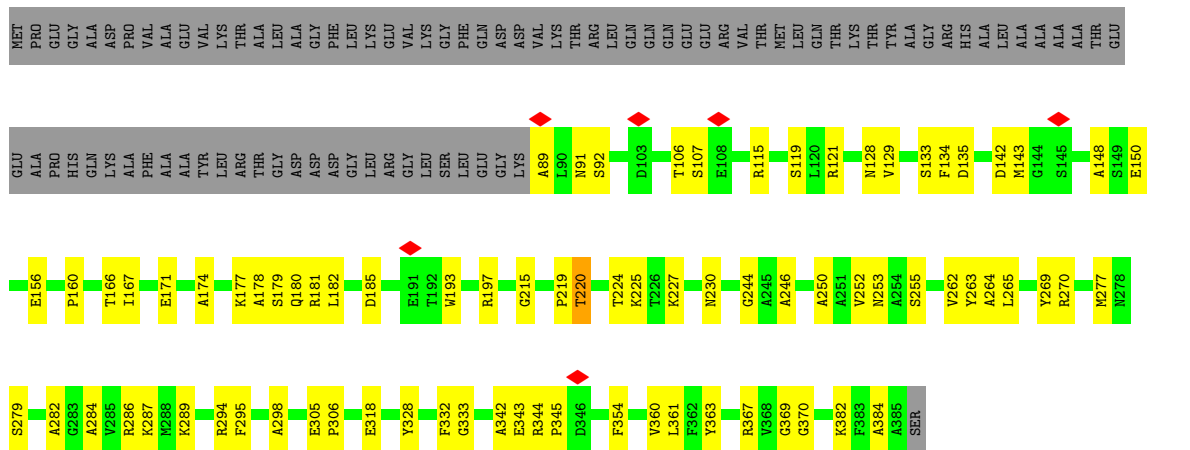 MET PRO GLU GLY ALA ASP PRO VAL ALA GLU VAL LYS THR ALA LEU ALA GLY PHE LEU LYS GLU VAL LYS GLY PHE GLN ASP ASP VAL LYS THR ARG LEU GLN GLN GLN GLU GLU ARG VAL THR MET LEU GLN THR LYS THR TYR ALA GLY ARG HIS ALA LEU ALA ALA ALA ALA THR GLU
GLU ALA PRO HIS GLN LYS ALA PHE ALA ALA TYR LEU ARG THR GLY ASP ASP ASP GLY LEU ARG GLY LEU SER LEU GLU GLY LYS A89 L90 N91 S92 D103 T106 S107 E108 R115 S119 L120 R121 N128 V129 S133 F134 D135 D142 M143 G144 S145 A148 S149 E150
E156 P160 T166 I167 E171 A174 K177 A178 S179 Q180 R181 L182 D185 E191 T192 W193 R197 G215 P219 T220 T224 K225 T226 K227 N230 G244 A245 A246 A250 A251 V252 N253 A254 S255 V262 Y263 A264 L265 Y269 R270 M277 N278
S279 A282 G283 A284 V285 R286 K287 M288 K289 R294 F295 A298 E305 P306 E318 Y328 F332 G333 A342 E343 R344 P345 D346 F354 V360 L361 F362 Y363 R367 V368 G369 G370 K382 F383 A384 A385 SER